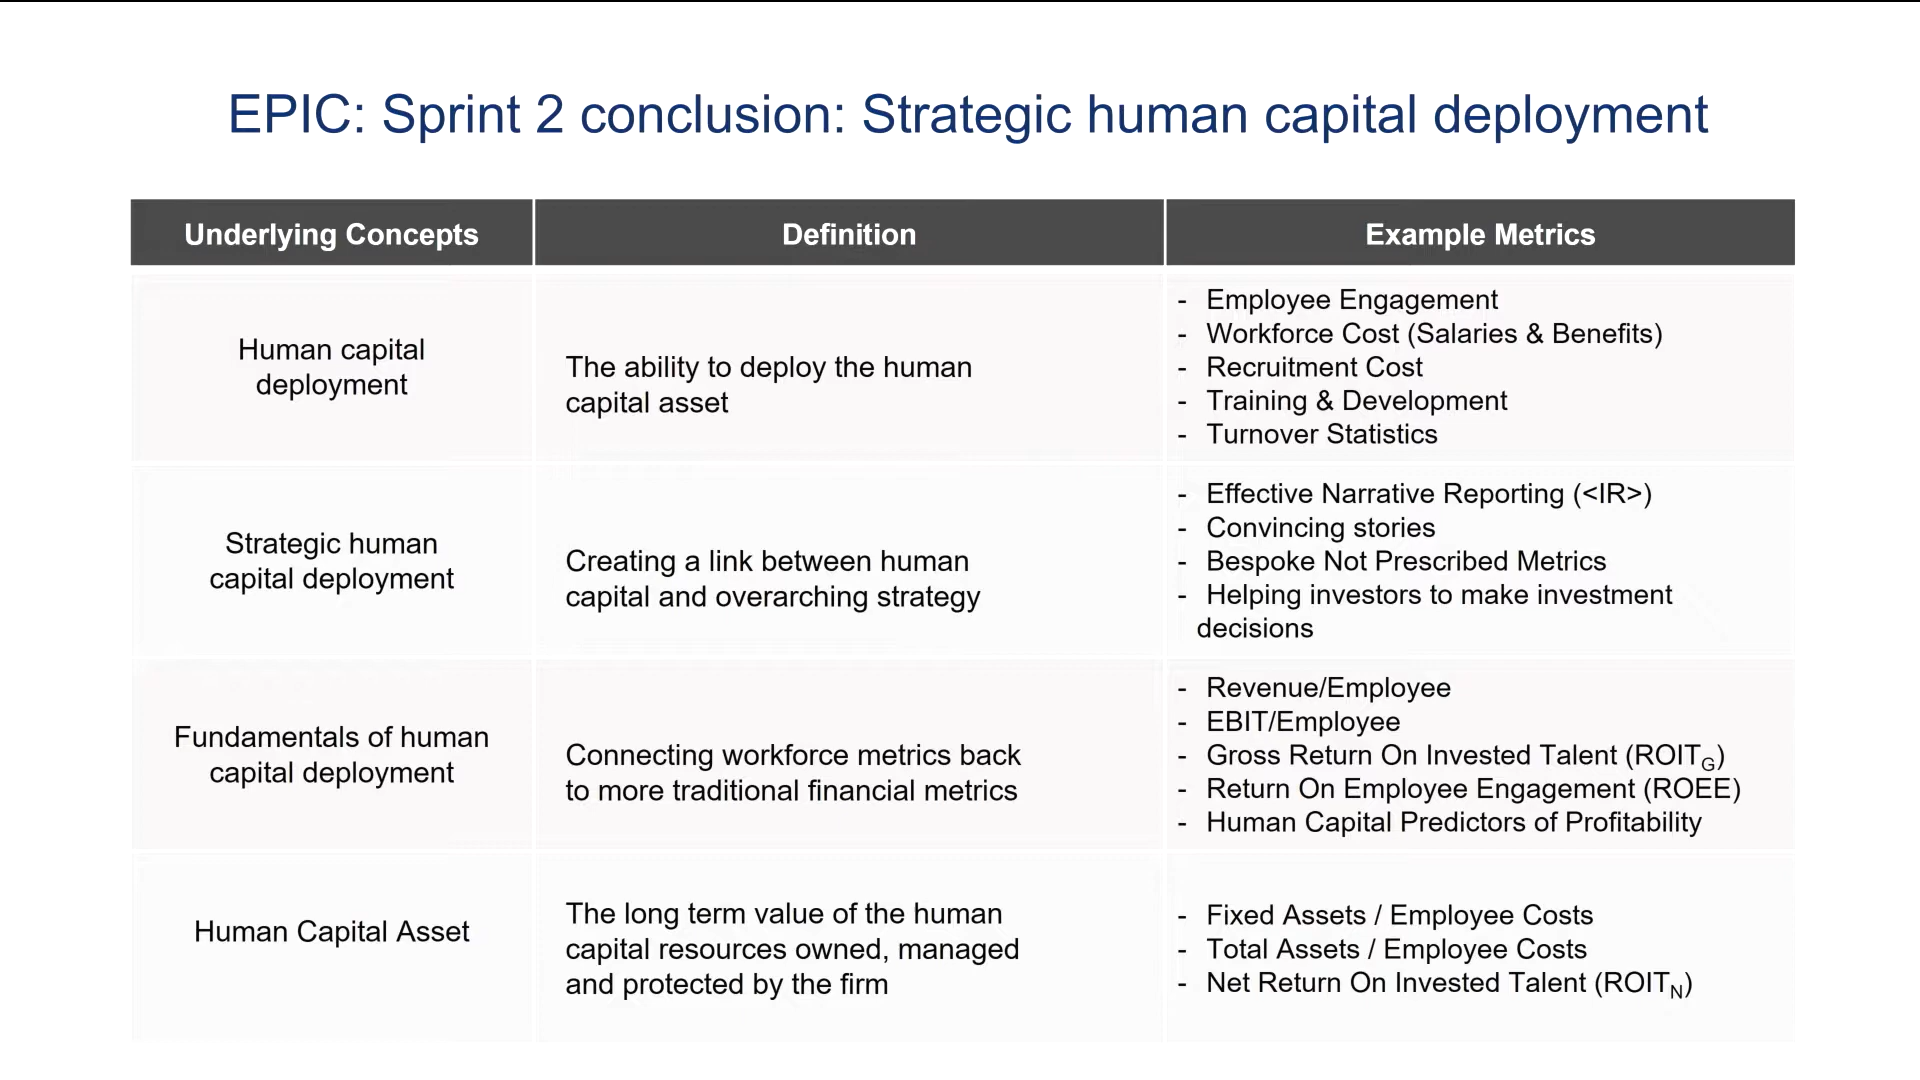 EPIC: Sprint 2 conclusion: Strategic human capital deployment
Underlying Concepts
Definition
Example Metrics
Human capital
deployment
The ability to deploy the human
capital asset
- Employee Engagement
- Workforce Cost (Salaries & Benefits)
- Recruitment Cost
- Training & Development
- Turnover Statistics
Strategic human
capital deployment
Creating a link between human
capital and overarching strategy
- Effective Narrative Reporting (<IR>)
- Convincing stories
- Bespoke Not Prescribed Metrics
- Helping investors to make investment
decisions
Fundamentals of human
capital deployment
Connecting workforce metrics back
to more traditional financial metrics
- Revenue/Employee
- EBIT/Employee
- Gross Return On Invested Talent (ROITG)
- Return On Employee Engagement (ROEE)
- Human Capital Predictors of Profitability
Human Capital Asset
The long term value of the human
capital resources owned, managed
and protected by the firm
- Fixed Assets / Employee Costs
- Total Assets / Employee Costs
- Net Return On Invested Talent (ROITN)